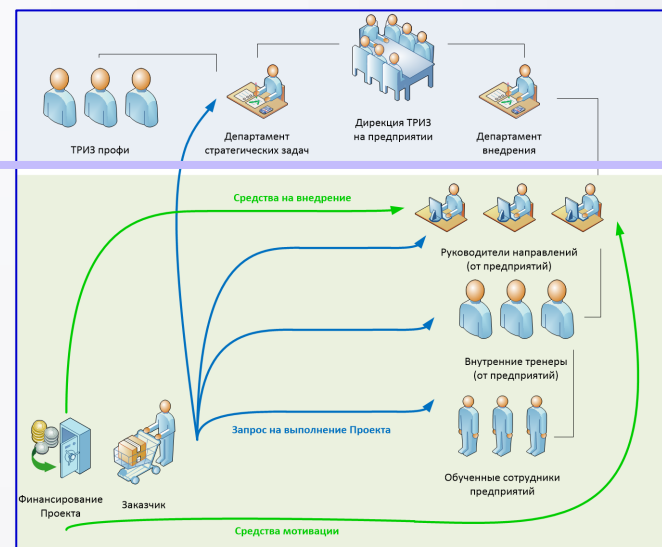 ТРИЗ профи
Департамент
стратегических задач
Дирекция ТРИЗ
на предприятии
Департамент
внедрения
Средства на внедрение
Руководители направлений
(от предприятий)
Внутренние тренеры
(от предприятий)
Запрос на выполнение Проекта
Обученные сотрудники
предприятий
Финансирование
Проекта
Заказчик
Средства мотивации